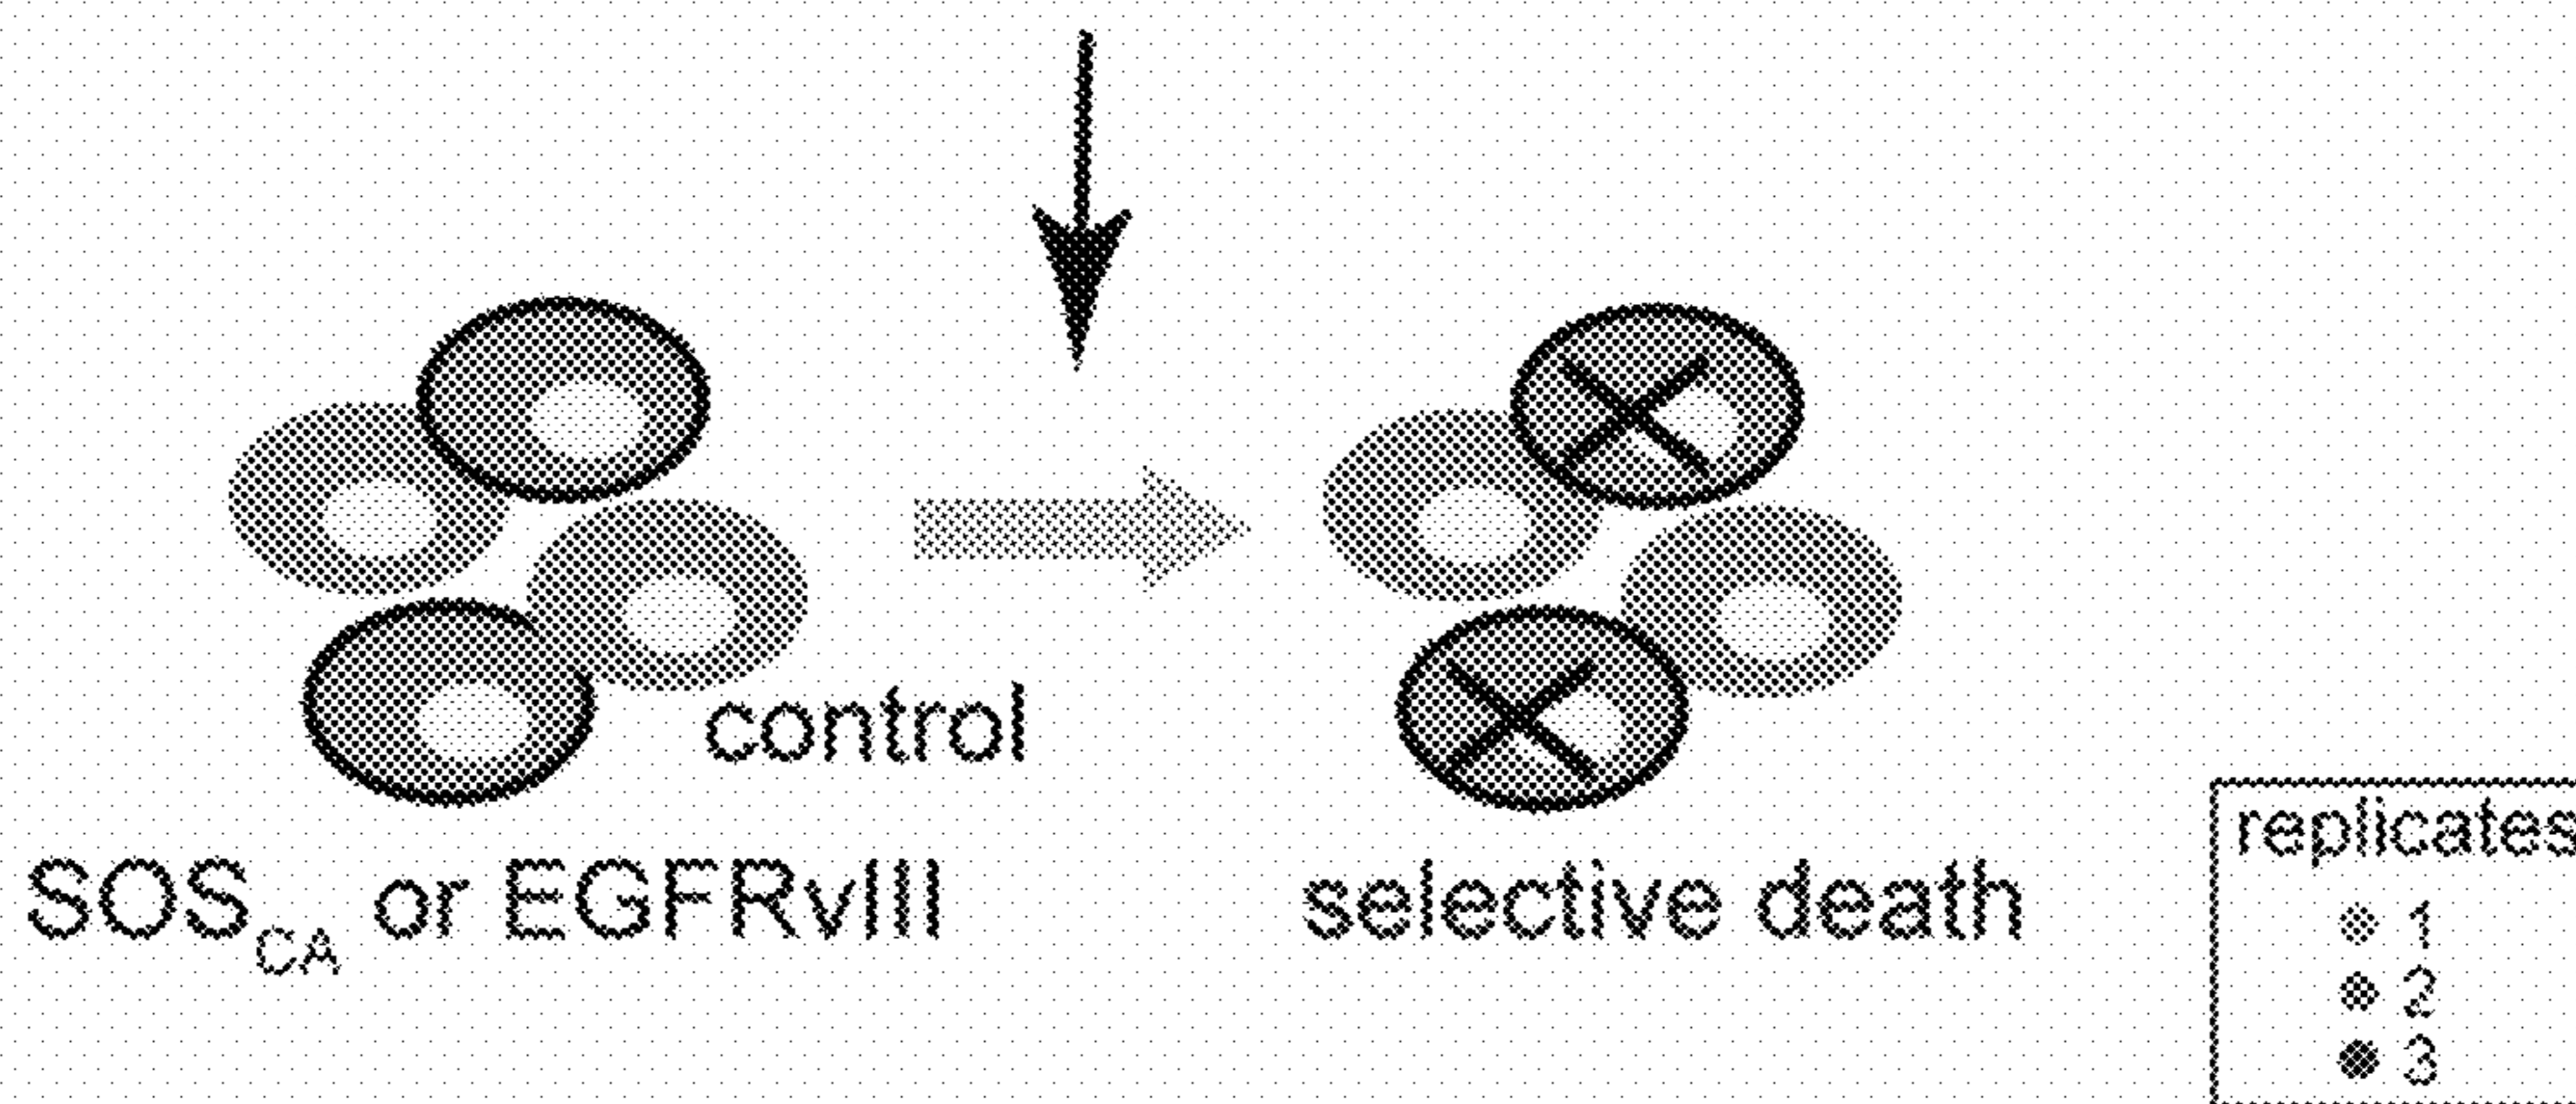 control
SOSCA or EGFRvIII
selective death
replicates
1
2
3